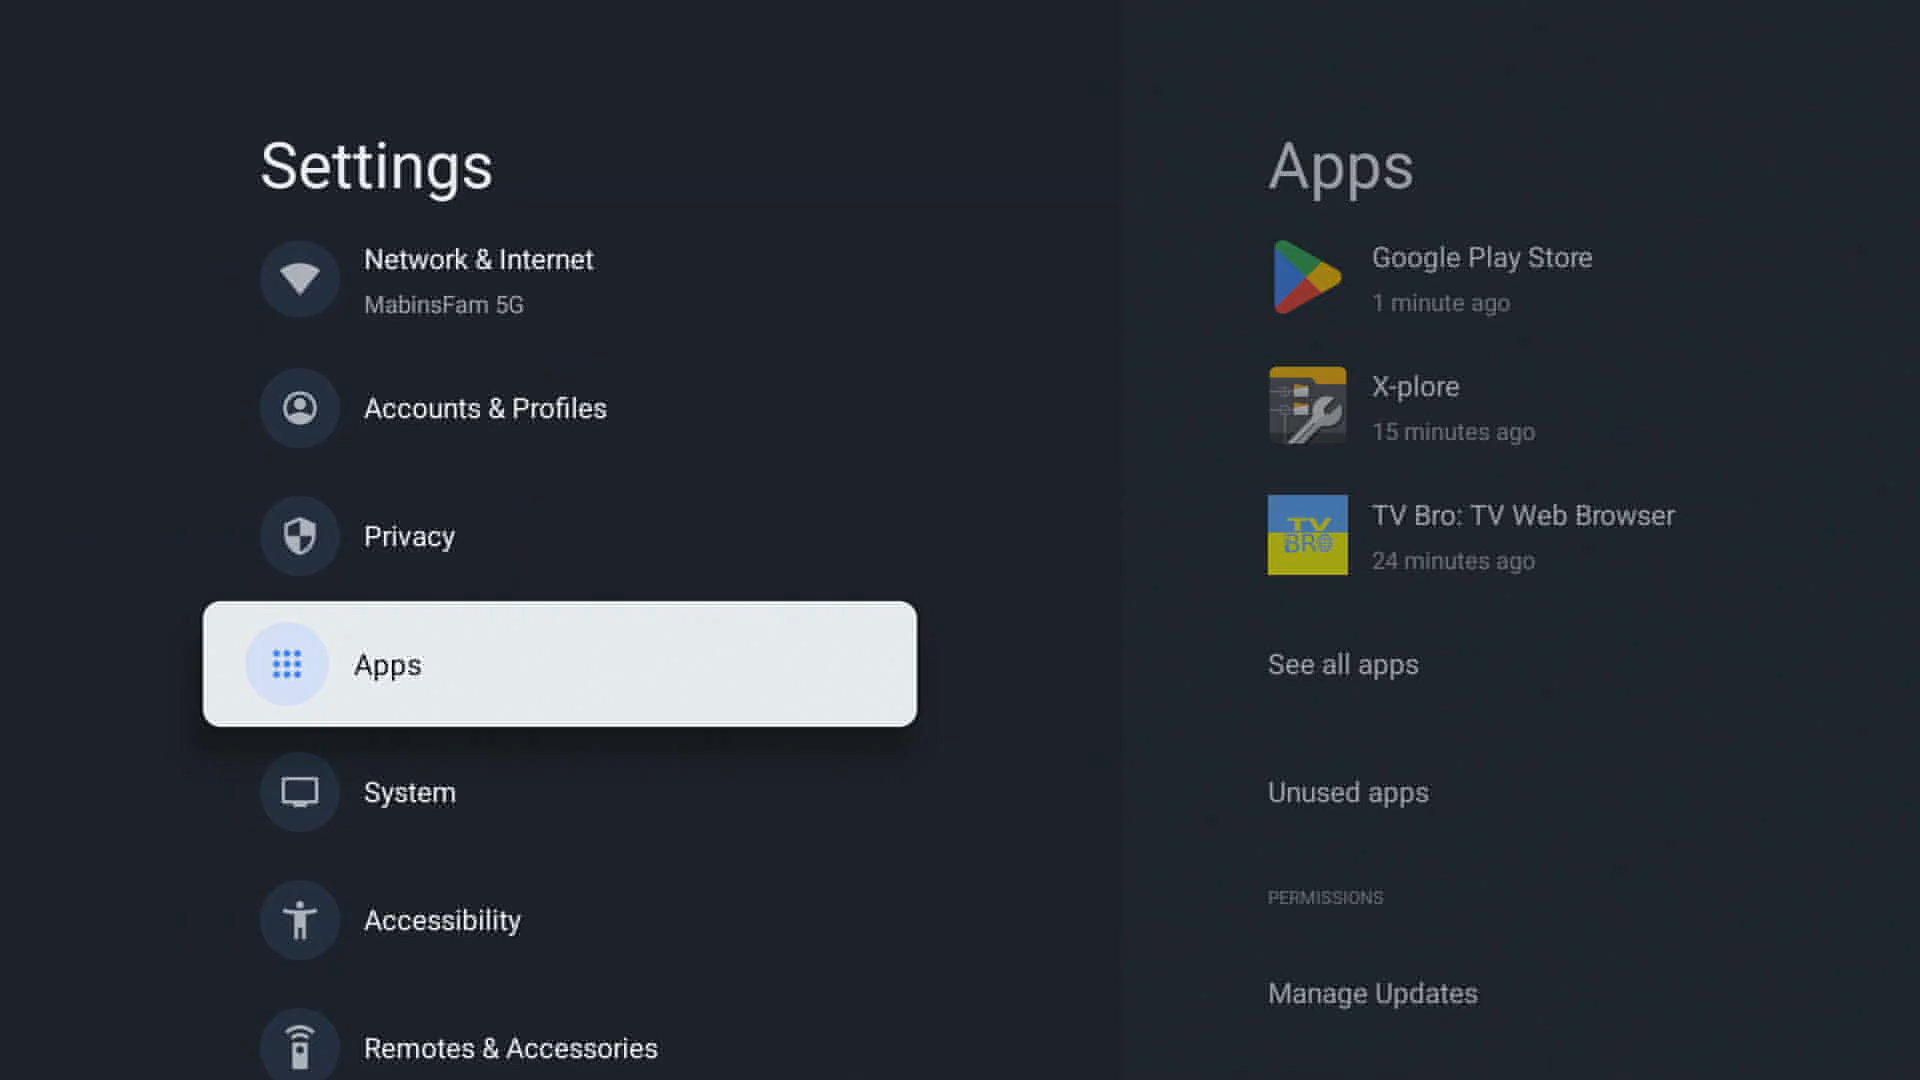 Settings
Network & Internet
MabinsFam 5G
Accounts & Profiles
Privacy
Apps
System
Accessibility
Remotes & Accessories
Apps
Google Play Store
1 minute ago
X-plore
15 minutes ago
TV BRO
TV Bro: TV Web Browser
24 minutes ago
See all apps
Unused apps
PERMISSIONS
Manage Updates